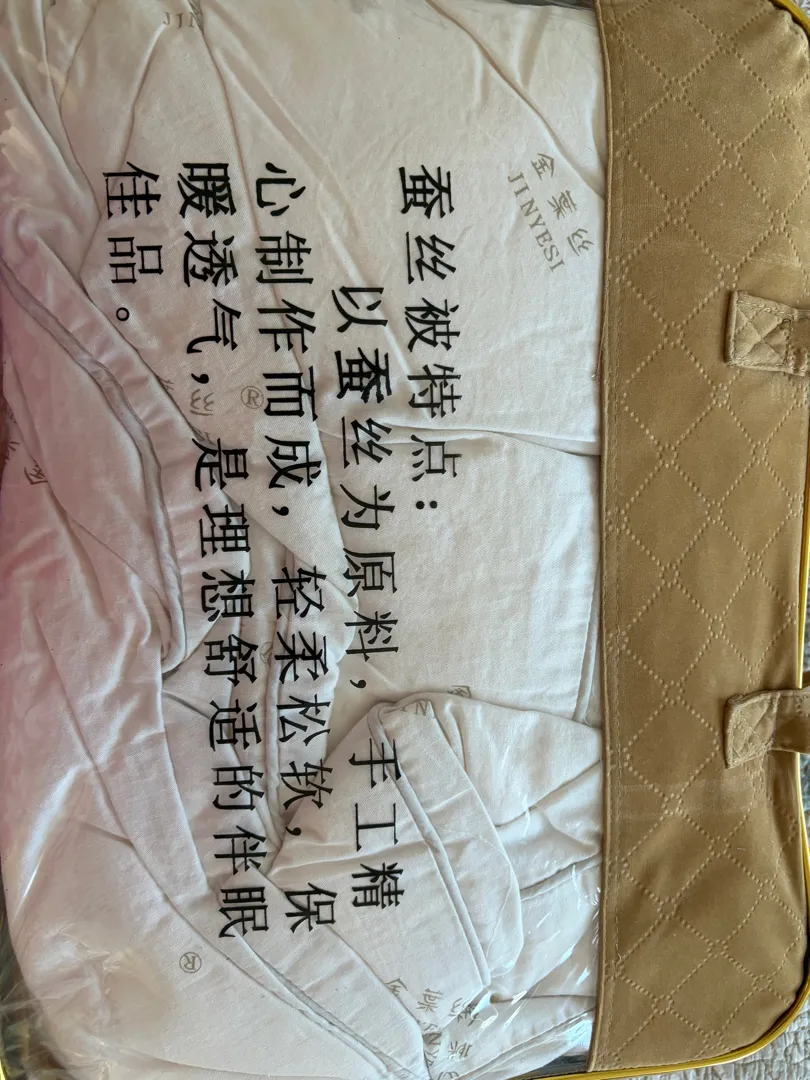 蚕丝被特点：
以蚕丝为原料，手工精
心制作而成，轻柔松软，保
暖透气，是理想舒适的伴眠
佳品。
金葉丝
JINYESI
JIN
®
®